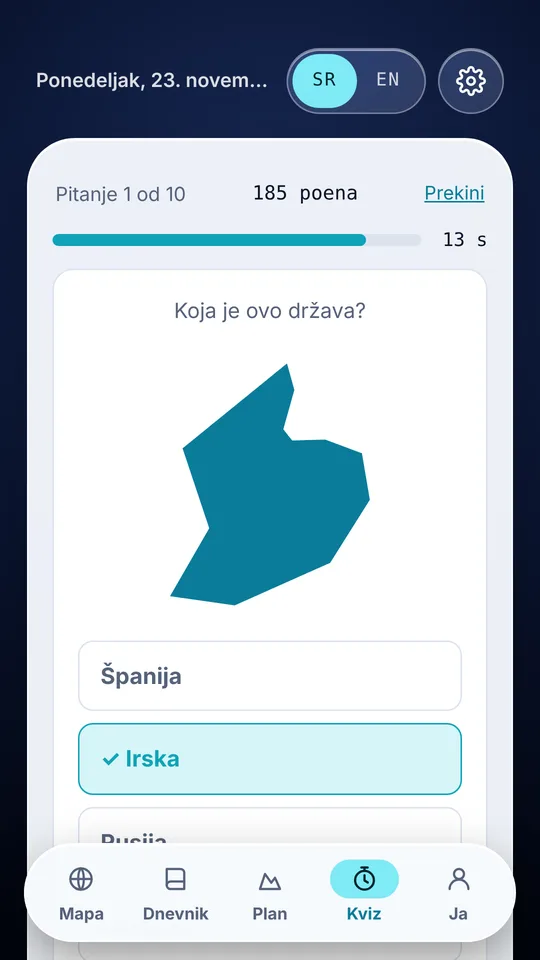 Ponedeljak, 23. novem...
SR
EN
Pitanje 1 od 10
185 poena
Prekini
13 s
Koja je ovo država?
Španija
✓ Irska
Rusija
Mapa
Dnevnik
Plan
Kviz
Ja